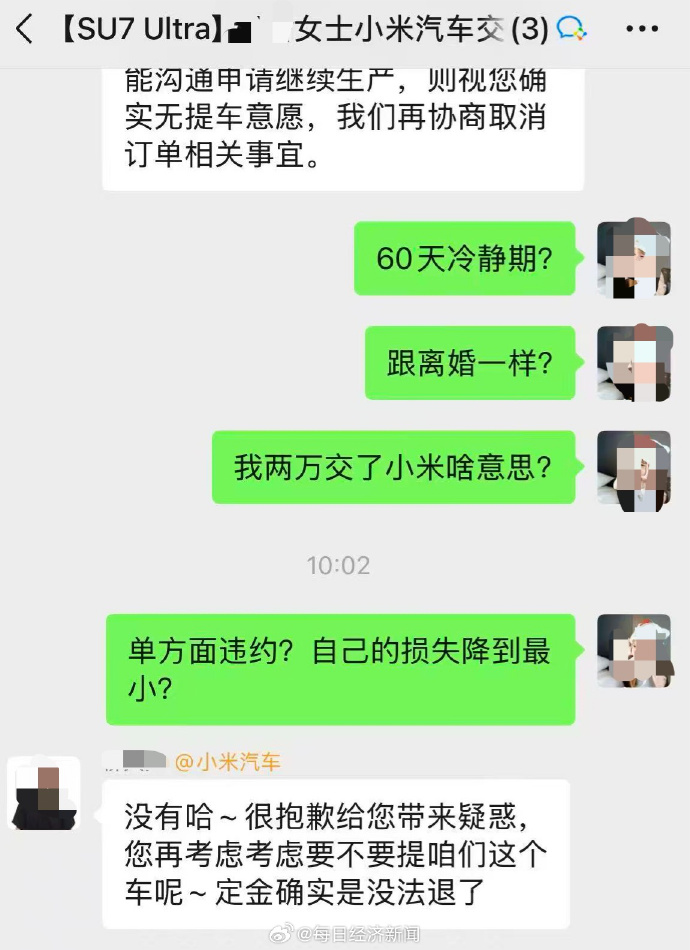 【SU7 Ultra】 女士小米汽车交 (3)
能沟通申请继续生产，则视您确
实无提车意愿，我们再协商取消
订单相关事宜。
60天冷静期?
跟离婚一样?
我两万交了小米啥意思?
10:02
单方面违约? 自己的损失降到最
小?
@小米汽车
没有哈~很抱歉给您带来疑惑，
您再考虑考虑要不要提咱们这个
车呢~定金确实是没法退了
@每日经济新闻